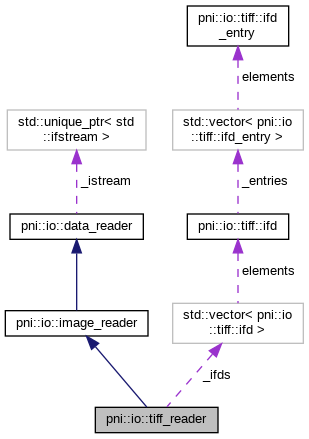 pni::io::tiff::ifd
_entry
elements
std::unique_ptr< std
::ifstream >
std::vector< pni::io
::tiff::ifd_entry >
_istream
_entries
pni::io::data_reader
pni::io::tiff::ifd
elements
pni::io::image_reader
std::vector< pni::io
::tiff::ifd >
_ifds
pni::io::tiff_reader